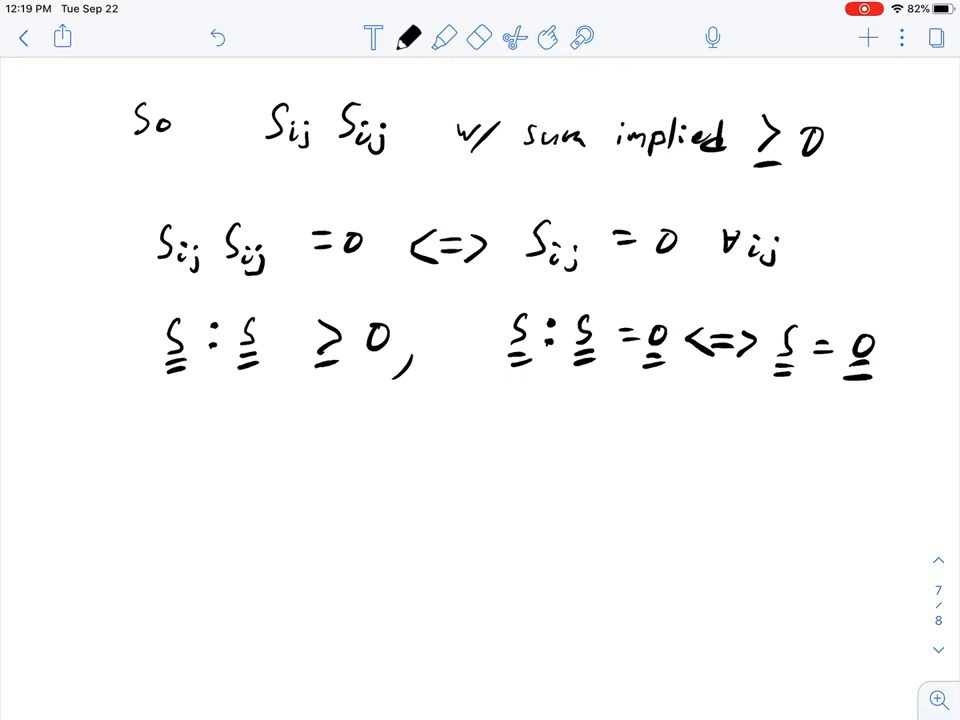 12:19 PM Tue Sep 22 82%
T
So S_ij S_ij w/ sum implied ≥ 0
S_ij S_ij = 0 <=> S_ij = 0 ∀ij
S : S ≥ 0, S : S = 0 <=> S = 0
7
/
8